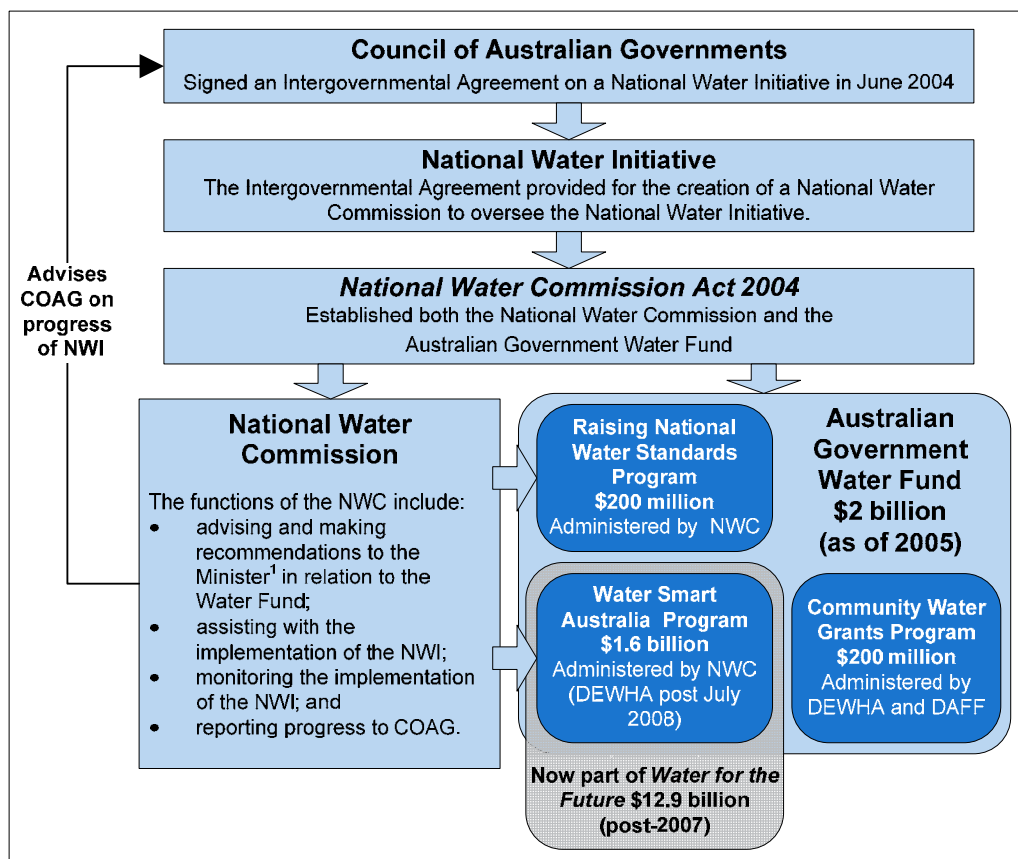 Council of Australian Governments
Signed an Intergovernmental Agreement on a National Water Initiative in June 2004
National Water Initiative
The Intergovernmental Agreement provided for the creation of a National Water
Commission to oversee the National Water Initiative.
Advises
COAG on
progress
of NWI
National Water Commission Act 2004
Established both the National Water Commission and the
Australian Government Water Fund
National Water
Commission
The functions of the NWC include:
• advising and making
recommendations to the
Minister¹ in relation to the
Water Fund;
• assisting with the
implementation of the NWI;
• monitoring the implementation
of the NWI; and
• reporting progress to COAG.
Raising National
Water Standards
Program
$200 million
Administered by NWC
Australian
Government
Water Fund
$2 billion
(as of 2005)
Water Smart
Australia Program
$1.6 billion
Administered by NWC
(DEWHA post July
2008)
Community Water
Grants Program
$200 million
Administered by
DEWHA and DAFF
Now part of Water for the
Future $12.9 billion
(post-2007)